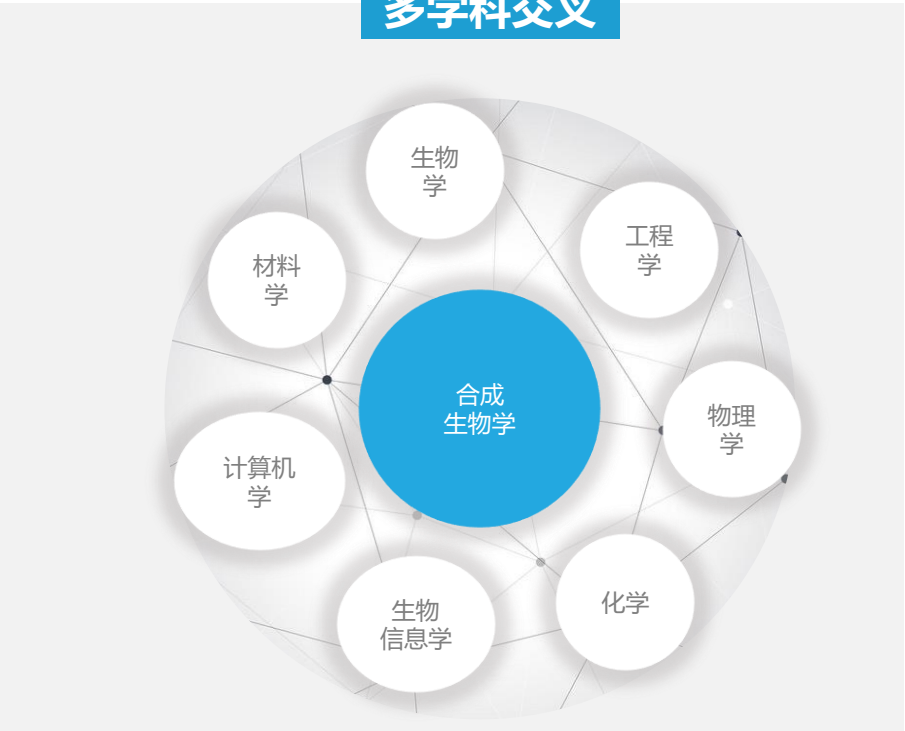 多学科交叉
生物
学
工程
学
材料
学
合成
生物学
物理
学
计算机
学
生物
信息学
化学